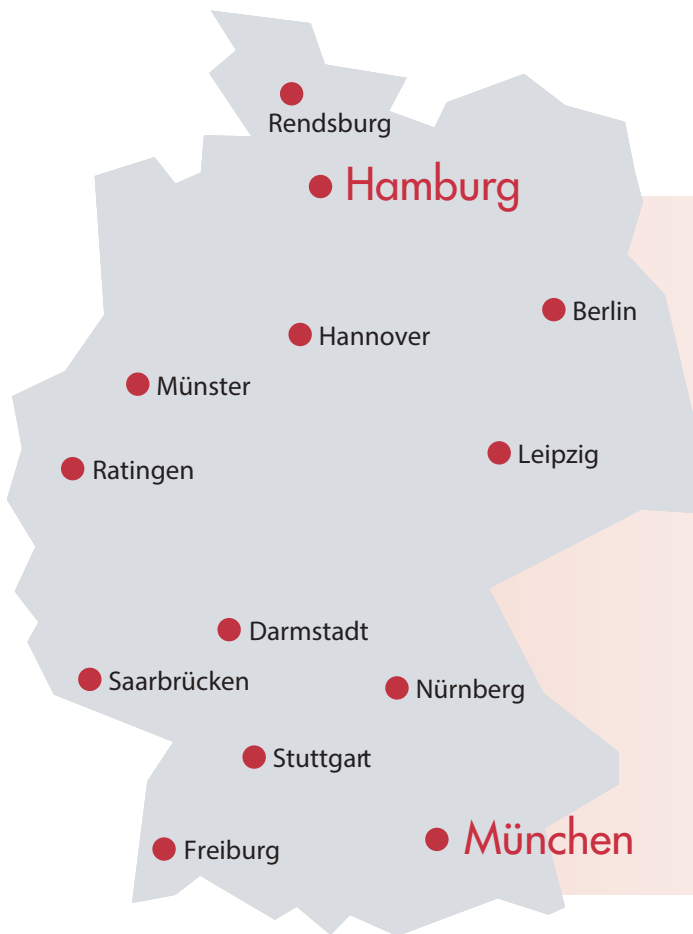 Rendsburg
Hamburg
Berlin
Hannover
Münster
Leipzig
Ratingen
Darmstadt
Saarbrücken
Nürnberg
Stuttgart
München
Freiburg